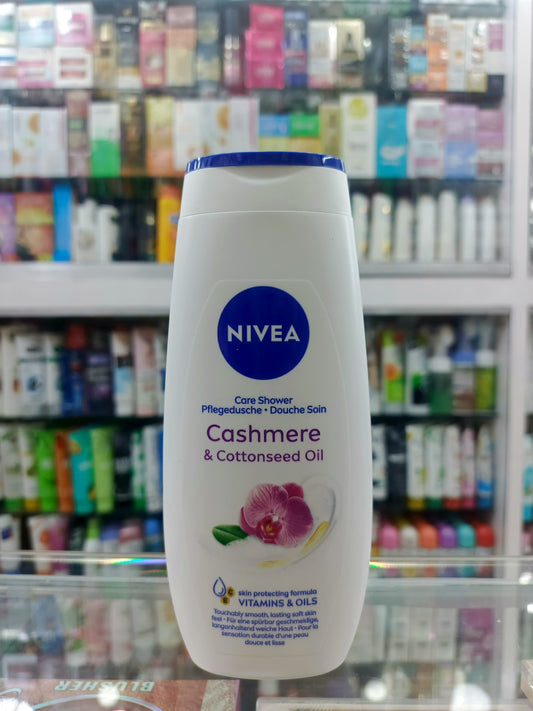 NIVEA
Care Shower
Pflegedusche • Douche Soin
Cashmere
& Cottonseed Oil
C
E
skin protecting formula
VITAMINS & OILS
Touchably smooth, lasting soft skin
feel • Für eine spürbar geschmeidige,
langanhaltend weiche Haut • Pour la
sensation durable d'une peau
douce et lisse
BLUSHER